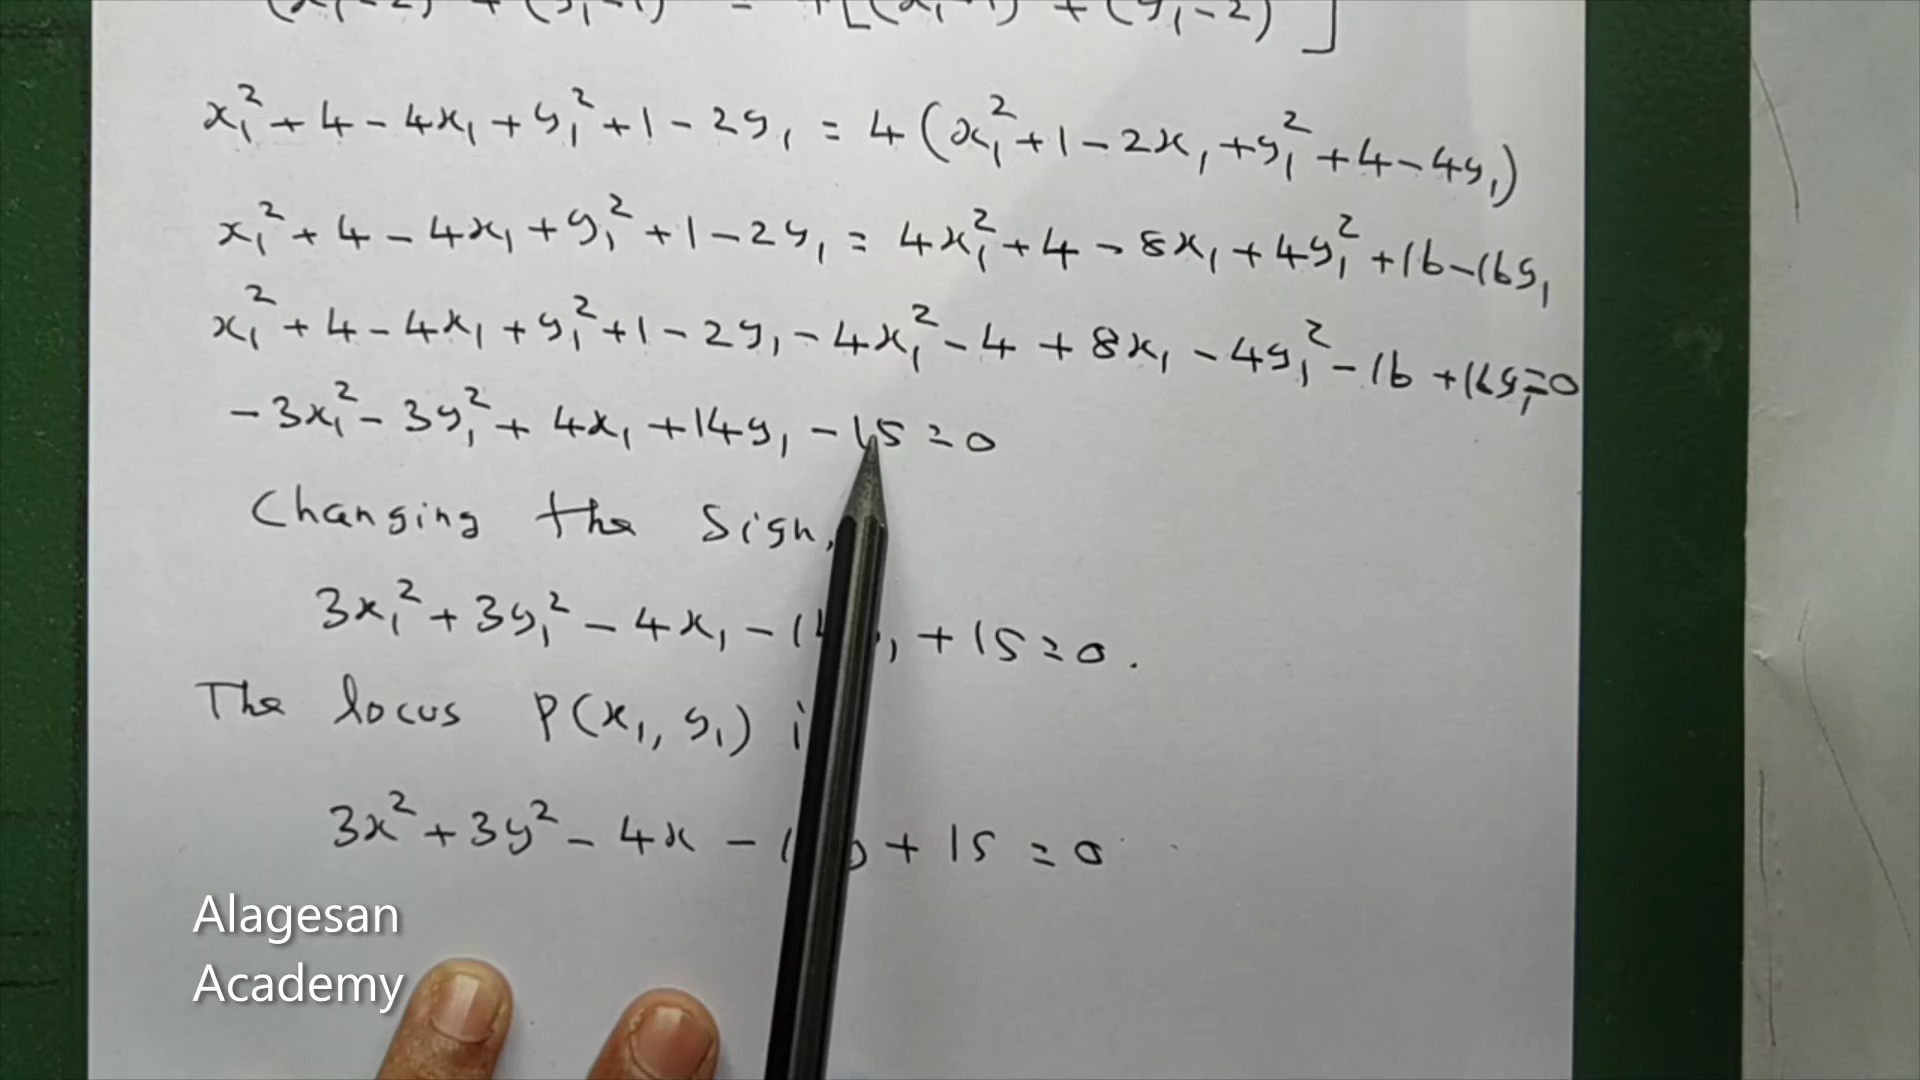 x₁² + 4 - 4x₁ + y₁² + 1 - 2y₁ = 4(x₁² + 1 - 2x₁ + y₁² + 4 - 4y₁)
x₁² + 4 - 4x₁ + y₁² + 1 - 2y₁ = 4x₁² + 4 - 8x₁ + 4y₁² + 16 - 16y₁
x₁² + 4 - 4x₁ + y₁² + 1 - 2y₁ - 4x₁² - 4 + 8x₁ - 4y₁² - 16 + 16y₁ = 0
- 3x₁² - 3y₁² + 4x₁ + 14y₁ - 15 = 0
Changing the Sign,
3x₁² + 3y₁² - 4x₁ - 1 + 15 = 0.
The locus P(x₁, y₁)
3x² + 3y² - 4x - + 15 = 0
Alagesan
Academy